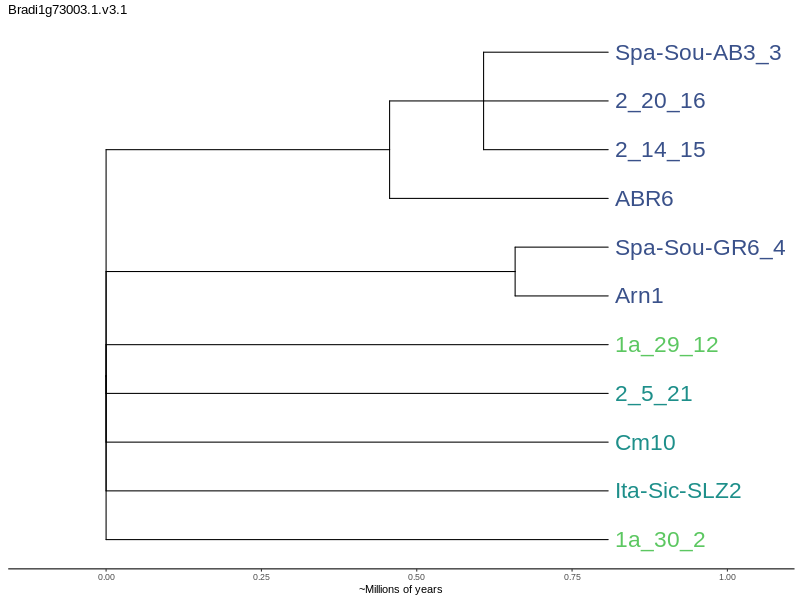 Bradi1g73003.1.v3.1
Spa-Sou-AB3_3
2_20_16
2_14_15
ABR6
Spa-Sou-GR6_4
Arn1
1a_29_12
2_5_21
Cm10
Ita-Sic-SLZ2
1a_30_2
0.00 0.25 0.50 0.75 1.00
~Millions of years